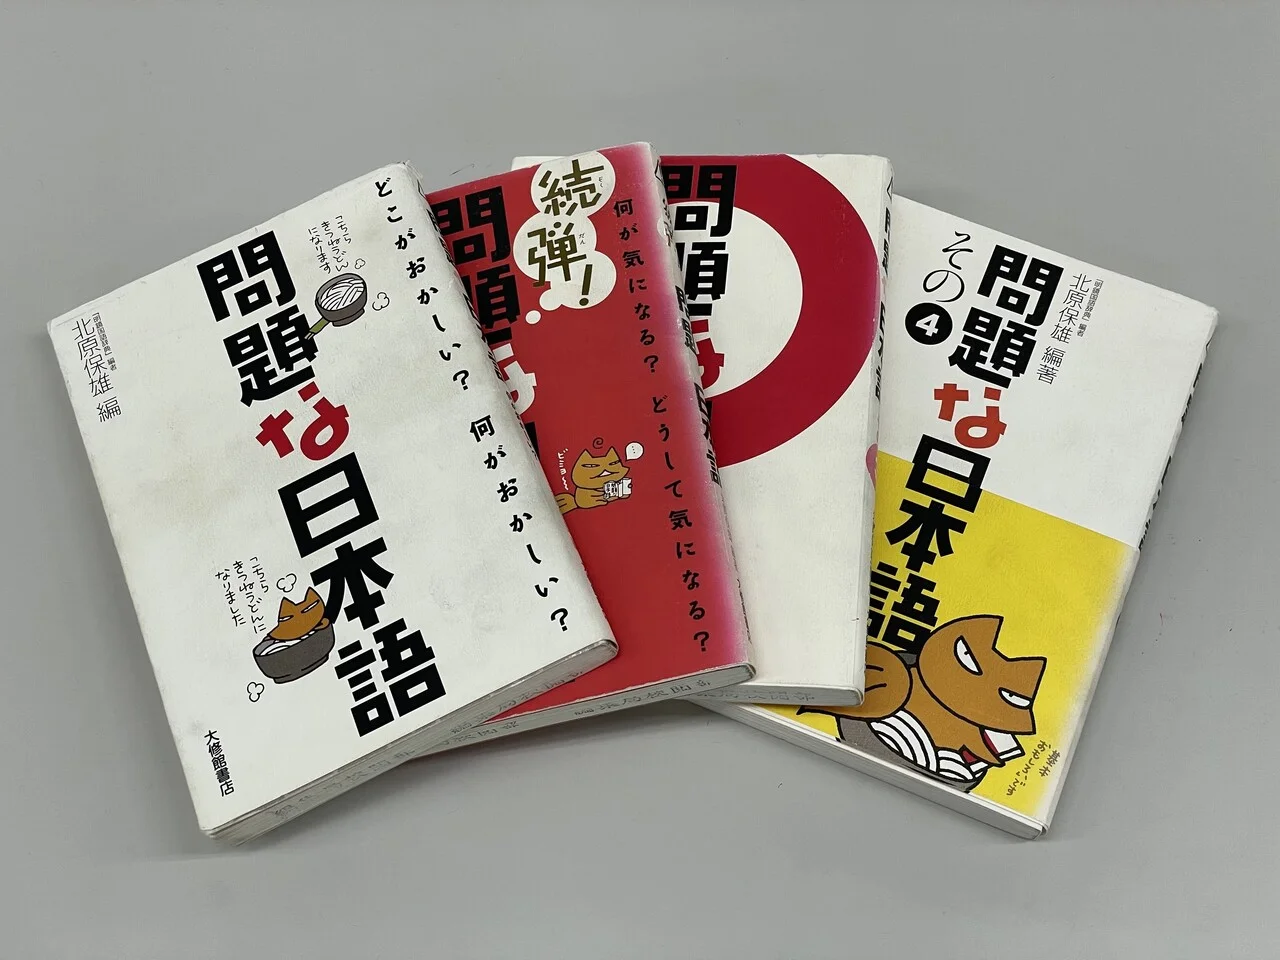 どこがおかしい？何がおかしい？
「こちら
きつねうどん
になります
問題な日本語
『明鏡国語辞典』編者
北原保雄 編
「こちら
きつねうどんに
なりました
大修館書店
続弾！
ぞく
だん
何が気になる？どうして気になる？
問題な日
問題な日本語
『明鏡国語辞典』編者
北原保雄 編著
問題な日本語
その4